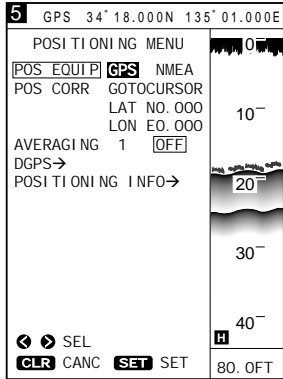 5 GPS 34°18.000N 135°01.000E
POSITIONING MENU
POS EQUIP GPS NMEA
POS CORR GOTOCURSOR
LAT N0.000
LON E0.000
AVERAGING 1 OFF
DGPS→
POSITIONING INFO→
SEL
CLR CANC SET SET
0
10
20
30
40
H
80.0FT